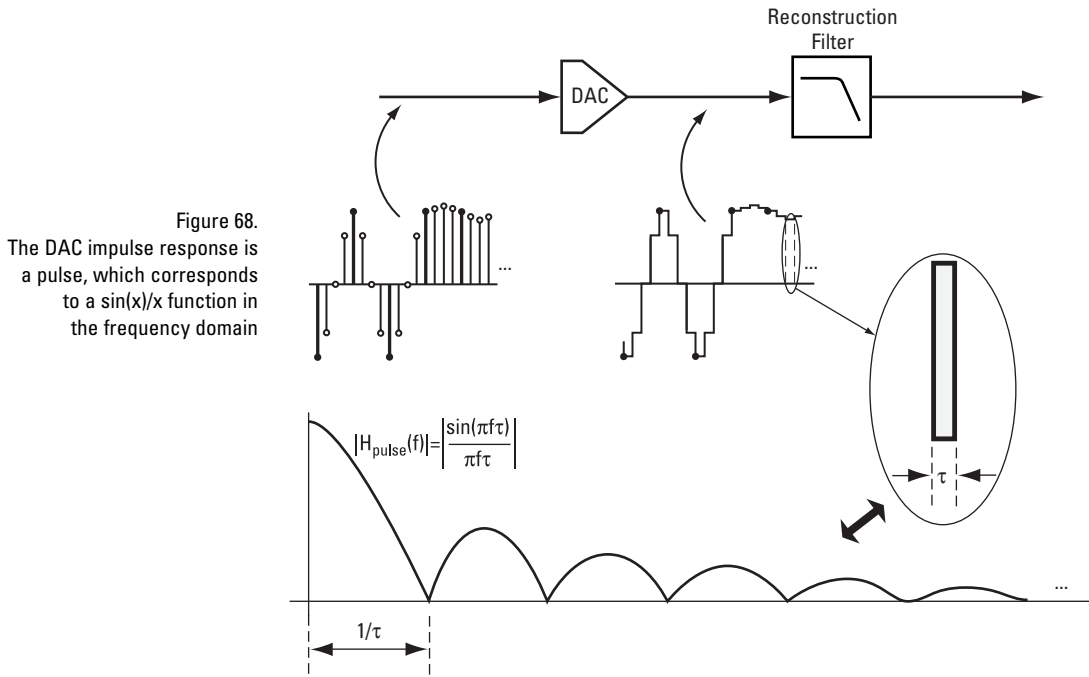 Reconstruction
Filter
DAC
Figure 68.
The DAC impulse response is
a pulse, which corresponds
to a sin(x)/x function in
the frequency domain
...
...
|H_pulse(f)|=|sin(πfτ)/πfτ|
τ
...
1/τ